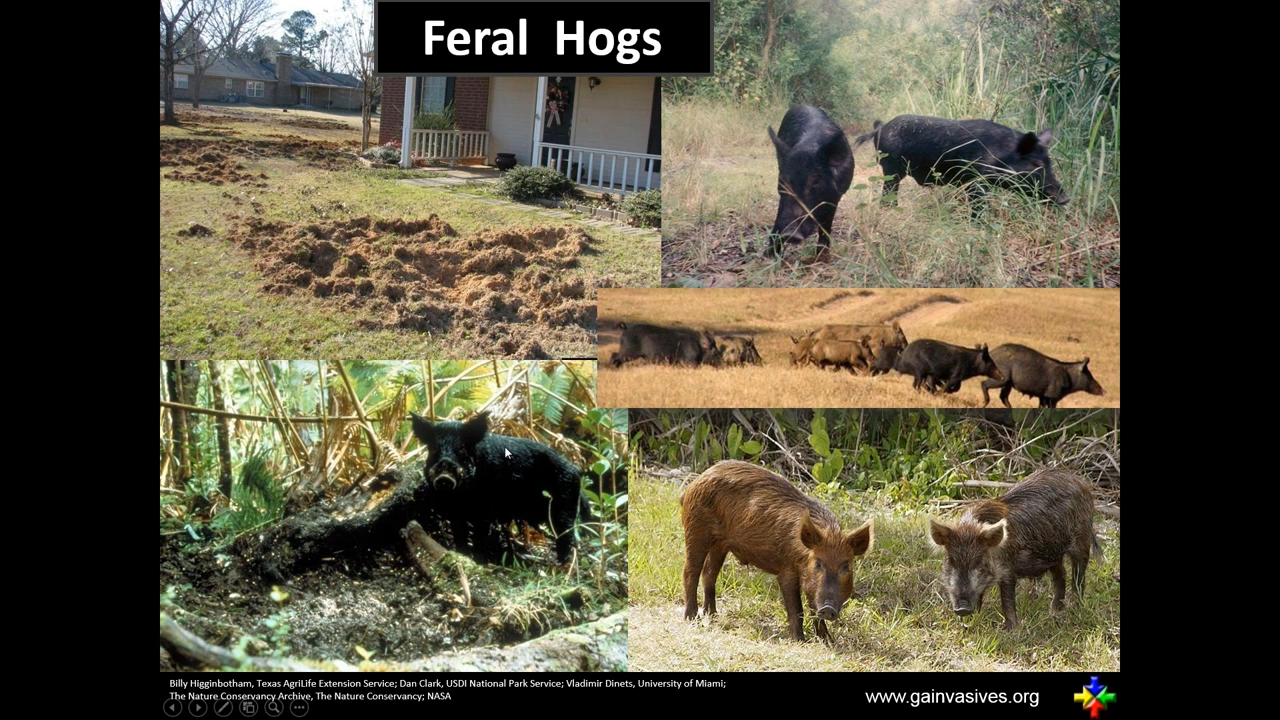 Feral Hogs
Billy Higginbotham, Texas AgriLife Extension Service; Dan Clark, USDI National Park Service; Vladimir Dinets, University of Miami;
The Nature Conservancy Archive, The Nature Conservancy; NASA
www.gainvasives.org